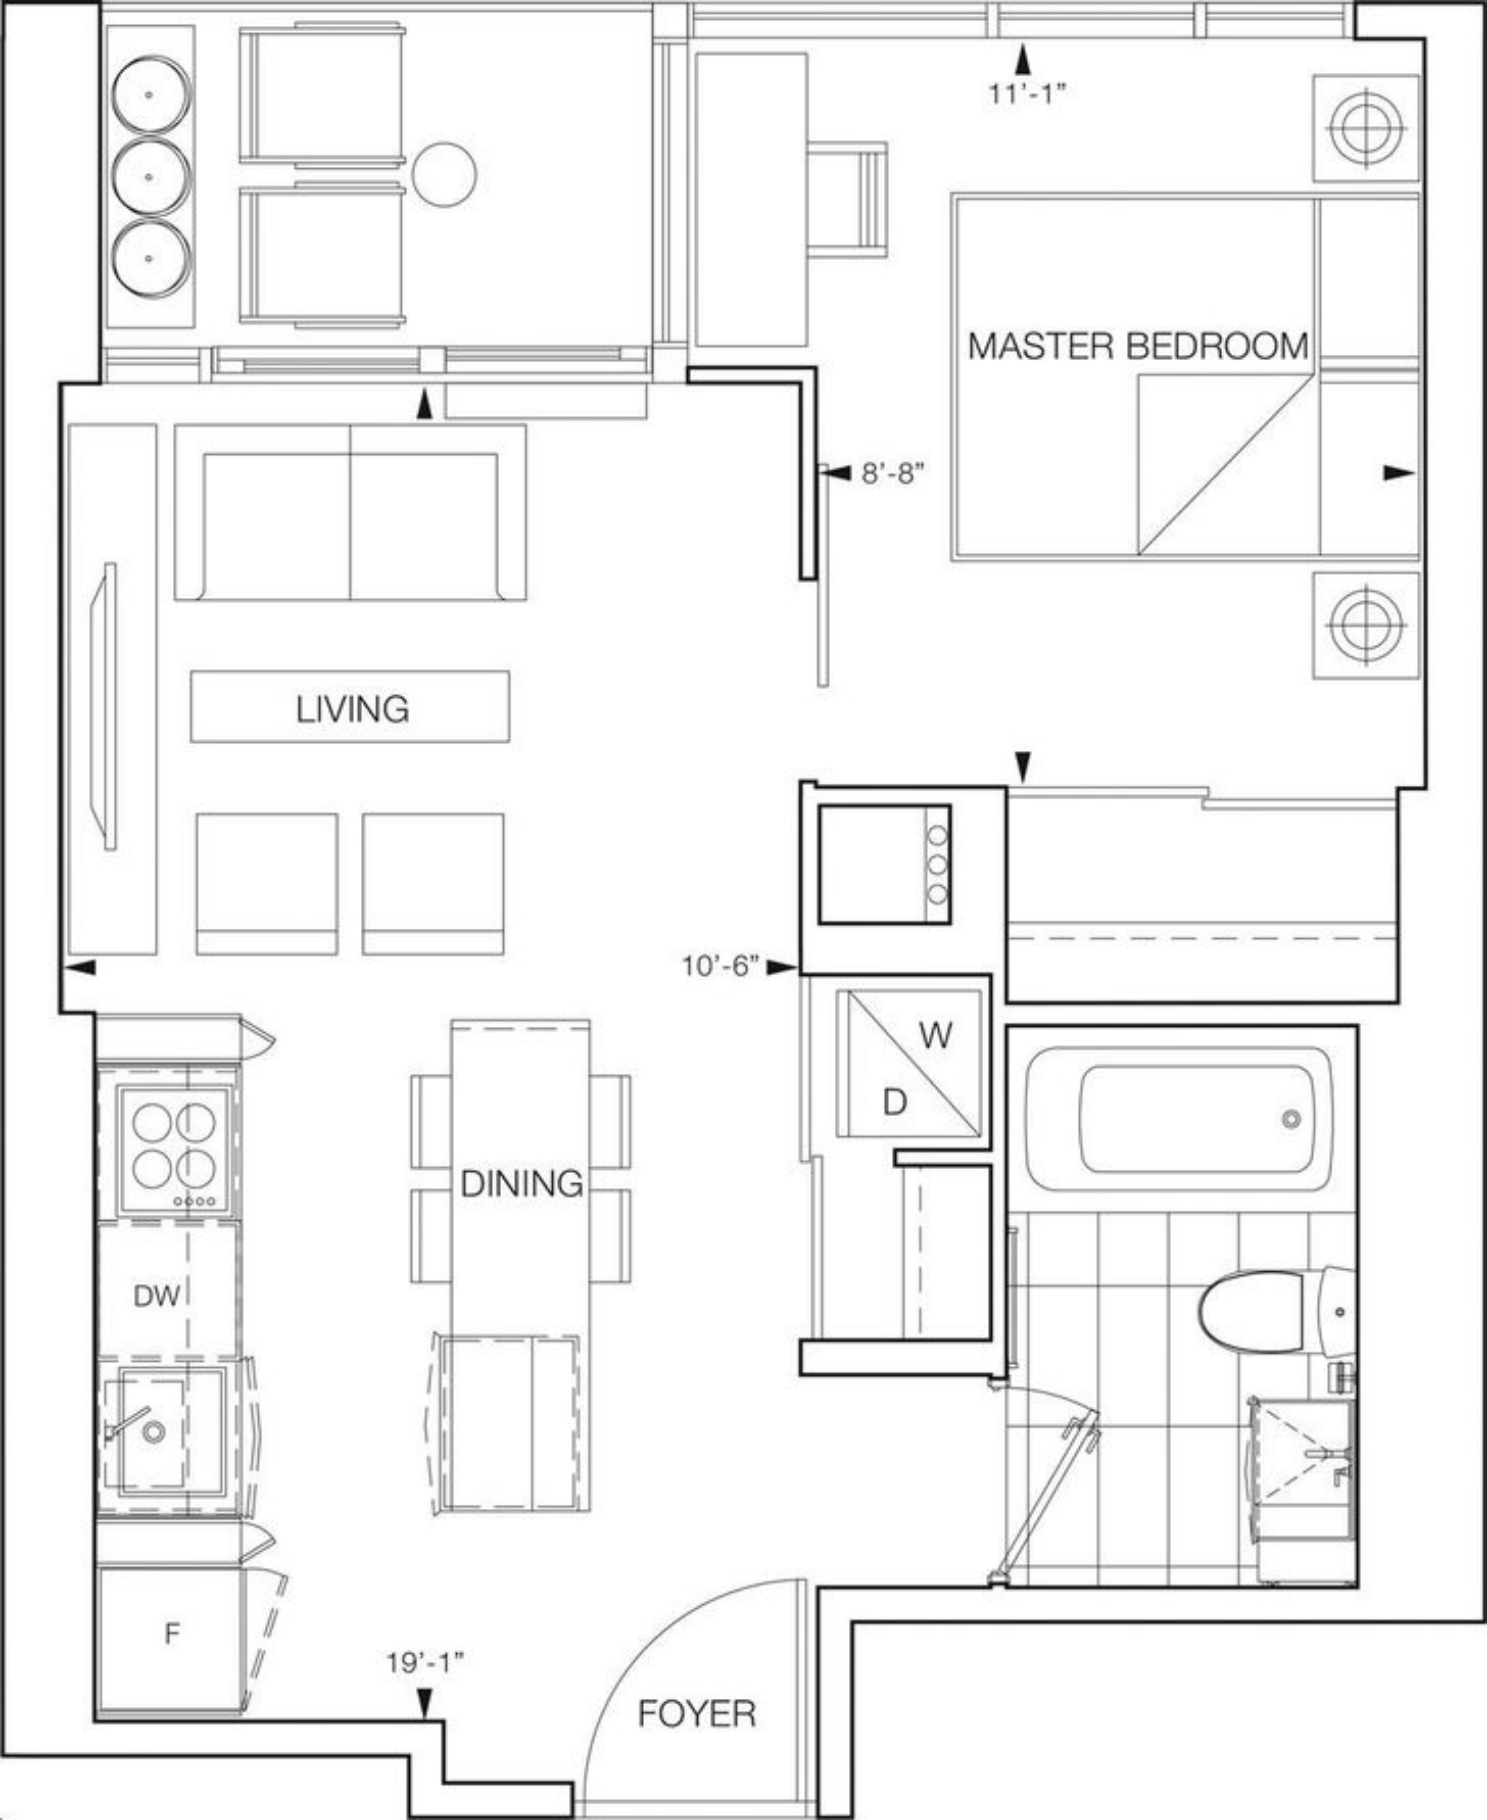 11’-1”
MASTER BEDROOM
8’-8”
LIVING
10’-6”
W
D
DINING
DW
F
19’-1”
FOYER